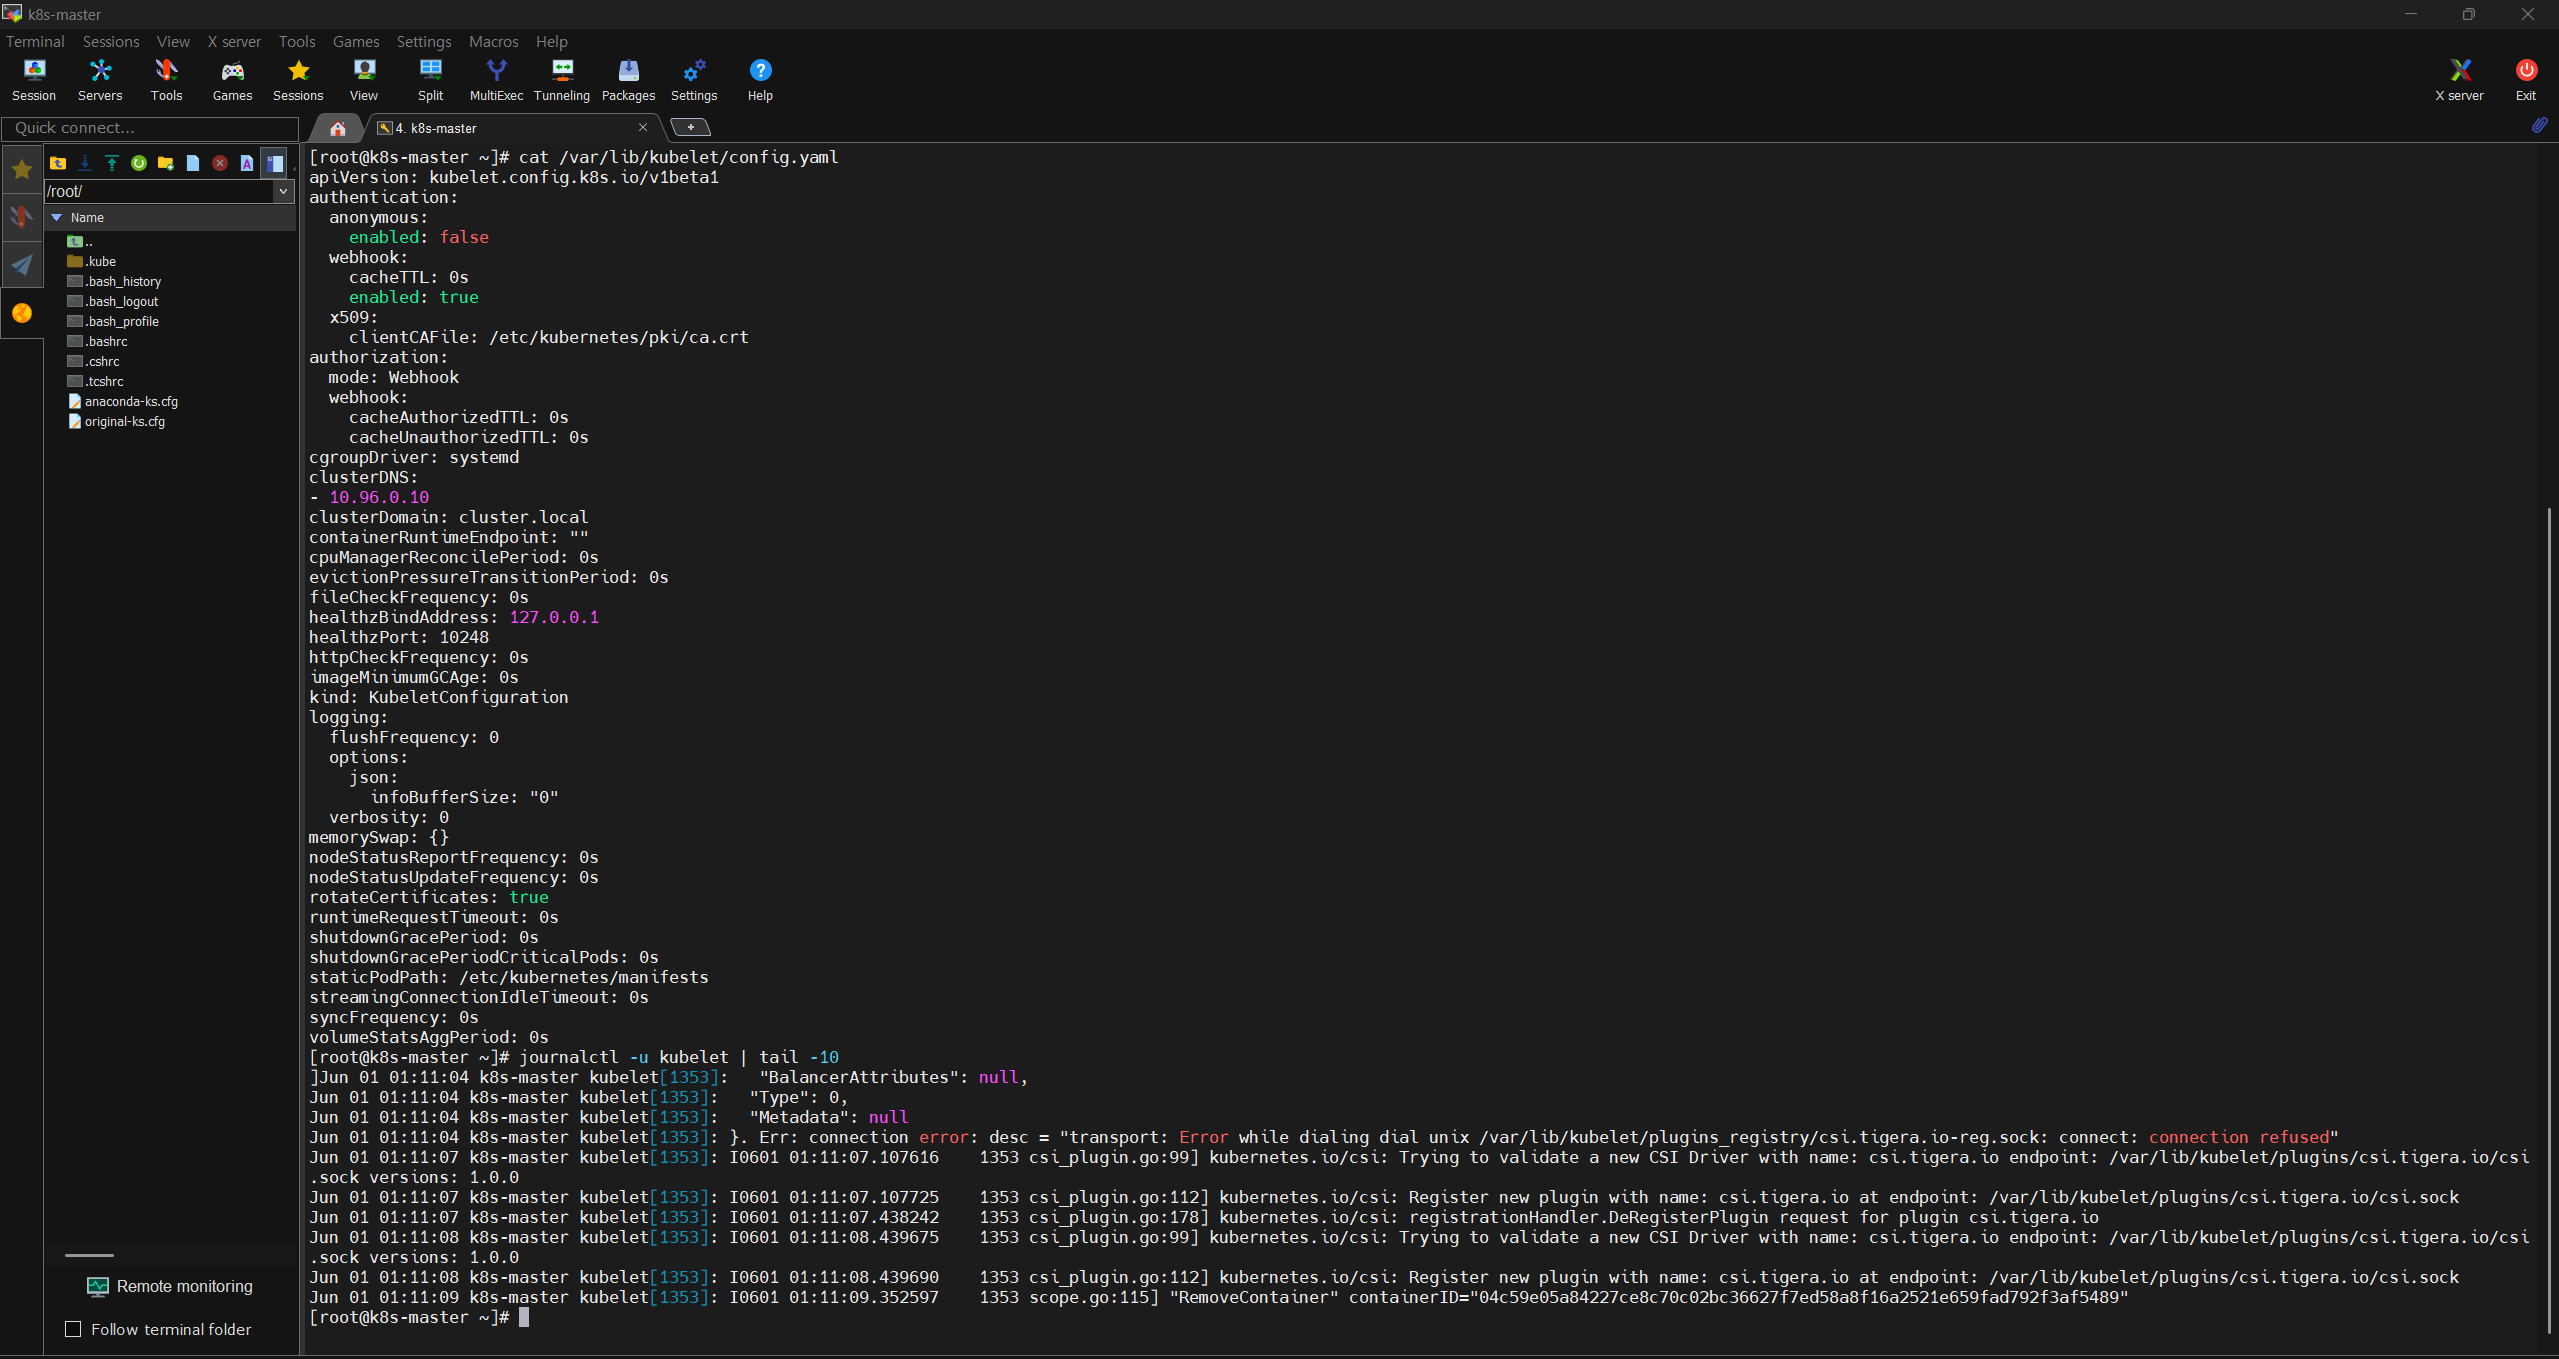 k8s-master
Terminal Sessions View X server Tools Games Settings Macros Help
Session Servers Tools Games Sessions View Split MultiExec Tunneling Packages Settings Help X server Exit
Quick connect...
4. k8s-master
/root/
Name
..
.kube
.bash_history
.bash_logout
.bash_profile
.bashrc
.cshrc
.tcshrc
anaconda-ks.cfg
original-ks.cfg
Remote monitoring
Follow terminal folder
[root@k8s-master ~]# cat /var/lib/kubelet/config.yaml
apiVersion: kubelet.config.k8s.io/v1beta1
authentication:
  anonymous:
    enabled: false
  webhook:
    cacheTTL: 0s
    enabled: true
  x509:
    clientCAFile: /etc/kubernetes/pki/ca.crt
authorization:
  mode: Webhook
  webhook:
    cacheAuthorizedTTL: 0s
    cacheUnauthorizedTTL: 0s
cgroupDriver: systemd
clusterDNS:
- 10.96.0.10
clusterDomain: cluster.local
containerRuntimeEndpoint: ""
cpuManagerReconcilePeriod: 0s
evictionPressureTransitionPeriod: 0s
fileCheckFrequency: 0s
healthzBindAddress: 127.0.0.1
healthzPort: 10248
httpCheckFrequency: 0s
imageMinimumGCAge: 0s
kind: KubeletConfiguration
logging:
  flushFrequency: 0
  options:
    json:
      infoBufferSize: "0"
  verbosity: 0
memorySwap: {}
nodeStatusReportFrequency: 0s
nodeStatusUpdateFrequency: 0s
rotateCertificates: true
runtimeRequestTimeout: 0s
shutdownGracePeriod: 0s
shutdownGracePeriodCriticalPods: 0s
staticPodPath: /etc/kubernetes/manifests
streamingConnectionIdleTimeout: 0s
syncFrequency: 0s
volumeStatsAggPeriod: 0s
[root@k8s-master ~]# journalctl -u kubelet | tail -10
]Jun 01 01:11:04 k8s-master kubelet[1353]:   "BalancerAttributes": null,
Jun 01 01:11:04 k8s-master kubelet[1353]:   "Type": 0,
Jun 01 01:11:04 k8s-master kubelet[1353]:   "Metadata": null
Jun 01 01:11:04 k8s-master kubelet[1353]: }. Err: connection error: desc = "transport: Error while dialing dial unix /var/lib/kubelet/plugins_registry/csi.tigera.io-reg.sock: connect: connection refused"
Jun 01 01:11:07 k8s-master kubelet[1353]: I0601 01:11:07.107616    1353 csi_plugin.go:99] kubernetes.io/csi: Trying to validate a new CSI Driver with name: csi.tigera.io endpoint: /var/lib/kubelet/plugins/csi.tigera.io/csi
.sock versions: 1.0.0
Jun 01 01:11:07 k8s-master kubelet[1353]: I0601 01:11:07.107725    1353 csi_plugin.go:112] kubernetes.io/csi: Register new plugin with name: csi.tigera.io at endpoint: /var/lib/kubelet/plugins/csi.tigera.io/csi.sock
Jun 01 01:11:07 k8s-master kubelet[1353]: I0601 01:11:07.438242    1353 csi_plugin.go:178] kubernetes.io/csi: registrationHandler.DeRegisterPlugin request for plugin csi.tigera.io
Jun 01 01:11:08 k8s-master kubelet[1353]: I0601 01:11:08.439675    1353 csi_plugin.go:99] kubernetes.io/csi: Trying to validate a new CSI Driver with name: csi.tigera.io endpoint: /var/lib/kubelet/plugins/csi.tigera.io/csi
.sock versions: 1.0.0
Jun 01 01:11:08 k8s-master kubelet[1353]: I0601 01:11:08.439690    1353 csi_plugin.go:112] kubernetes.io/csi: Register new plugin with name: csi.tigera.io at endpoint: /var/lib/kubelet/plugins/csi.tigera.io/csi.sock
Jun 01 01:11:09 k8s-master kubelet[1353]: I0601 01:11:09.352597    1353 scope.go:115] "RemoveContainer" containerID="04c59e05a84227ce8c70c02bc36627f7ed58a8f16a2521e659fad792f3af5489"
[root@k8s-master ~]#